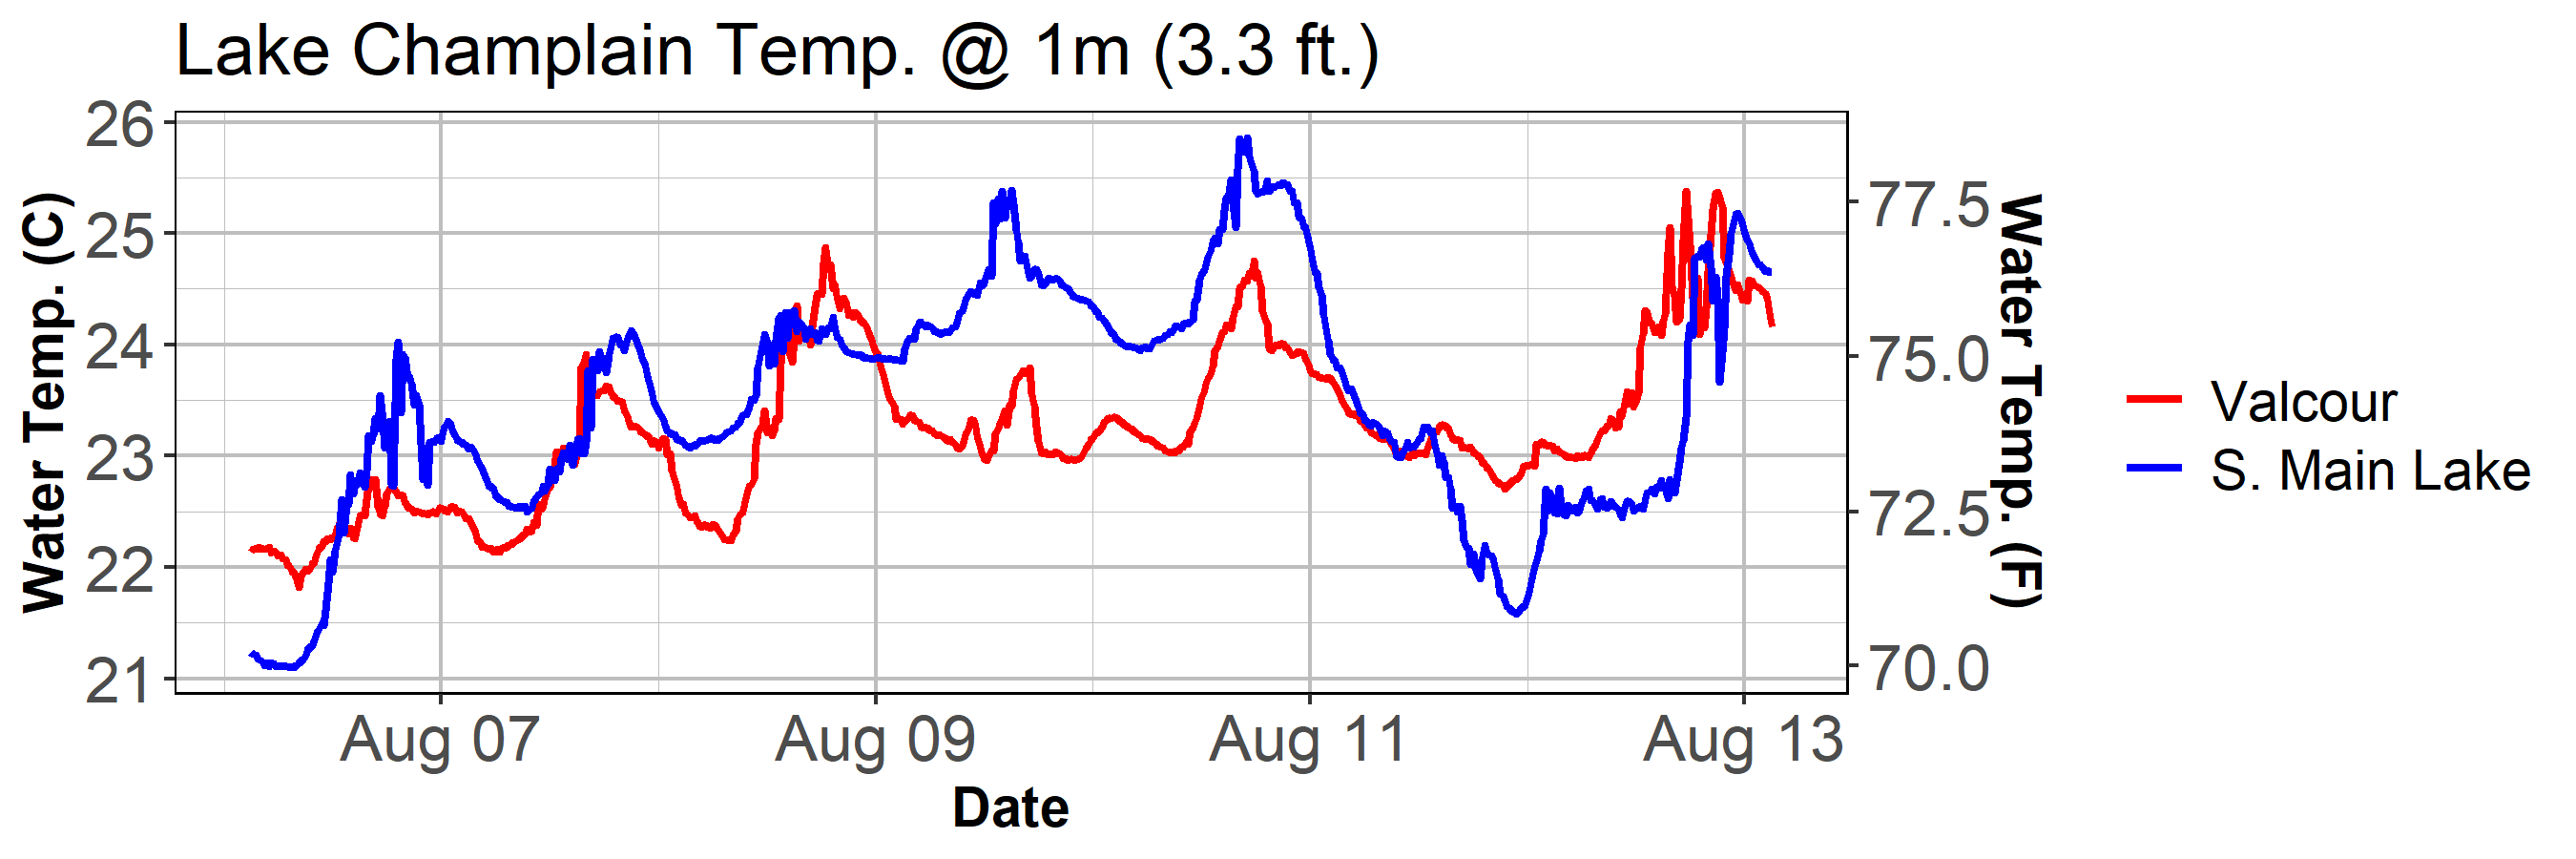 Lake Champlain Temp. @ 1m (3.3 ft.)
Water Temp. (C)
26
25
24
23
22
21
77.5
75.0
72.5
70.0
Water Temp. (F)
Aug 07
Aug 09
Aug 11
Aug 13
Date
Valcour
S. Main Lake